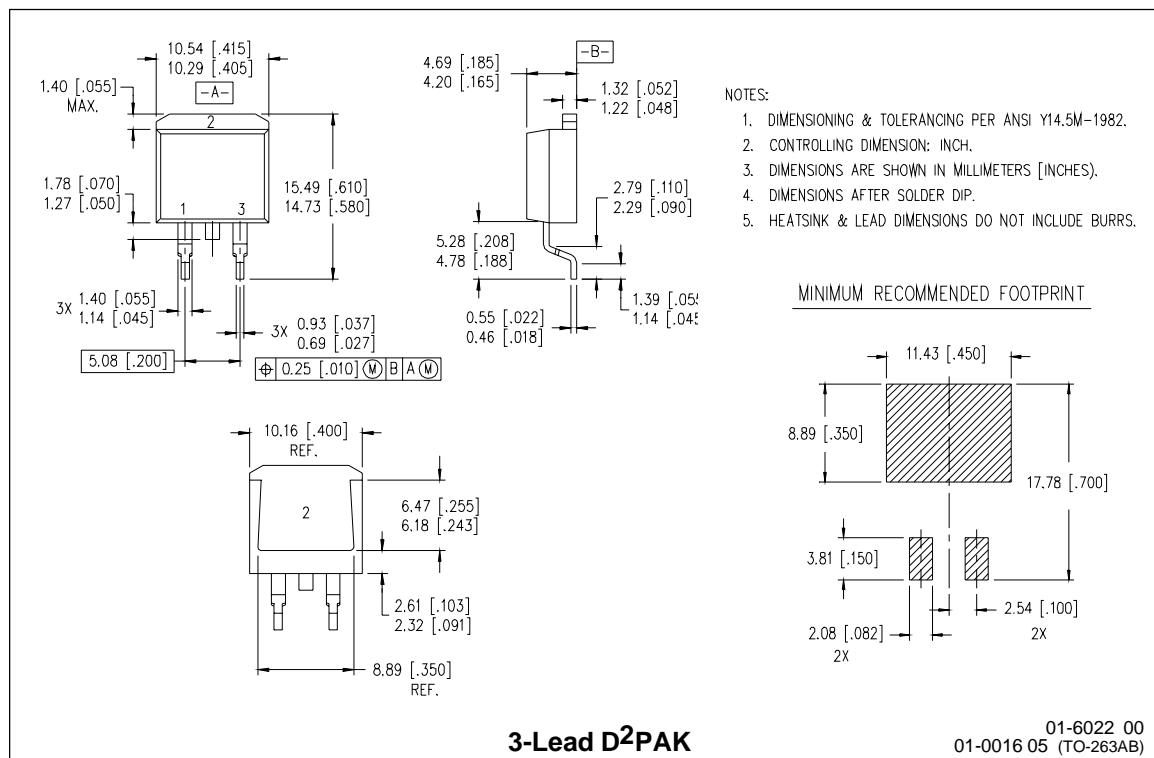 10.54 [.415]
10.29 [.405]
-A-
1.40 [.055]
MAX.
2
1.78 [.070]
1.27 [.050]
1 3
15.49 [.610]
14.73 [.580]
3X 1.40 [.055]
1.14 [.045]
3X 0.93 [.037]
0.69 [.027]
5.08 [.200]
⌖ 0.25 [.010] Ⓜ B A Ⓜ
-B-
4.69 [.185]
4.20 [.165]
1.32 [.052]
1.22 [.048]
2.79 [.110]
2.29 [.090]
5.28 [.208]
4.78 [.188]
0.55 [.022]
0.46 [.018]
1.39 [.055
1.14 [.045
NOTES:
1. DIMENSIONING & TOLERANCING PER ANSI Y14.5M-1982.
2. CONTROLLING DIMENSION: INCH.
3. DIMENSIONS ARE SHOWN IN MILLIMETERS [INCHES].
4. DIMENSIONS AFTER SOLDER DIP.
5. HEATSINK & LEAD DIMENSIONS DO NOT INCLUDE BURRS.
MINIMUM RECOMMENDED FOOTPRINT
11.43 [.450]
8.89 [.350]
17.78 [.700]
3.81 [.150]
2.54 [.100]
2X
2.08 [.082]
2X
10.16 [.400]
REF.
2
6.47 [.255]
6.18 [.243]
2.61 [.103]
2.32 [.091]
8.89 [.350]
REF.
3-Lead D²PAK
01-6022 00
01-0016 05 (TO-263AB)